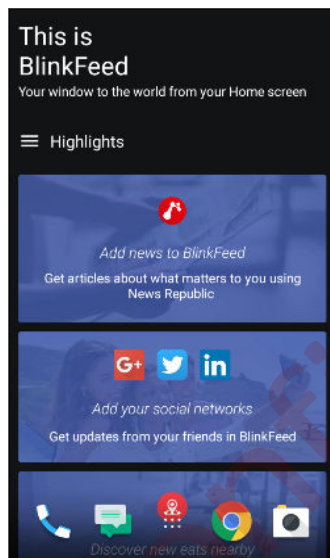 This is
BlinkFeed
Your window to the world from your Home screen
Highlights
Add news to BlinkFeed
Get articles about what matters to you using
News Republic
G+
in
Add your social networks
Get updates from your friends in BlinkFeed
Discover new eats nearby